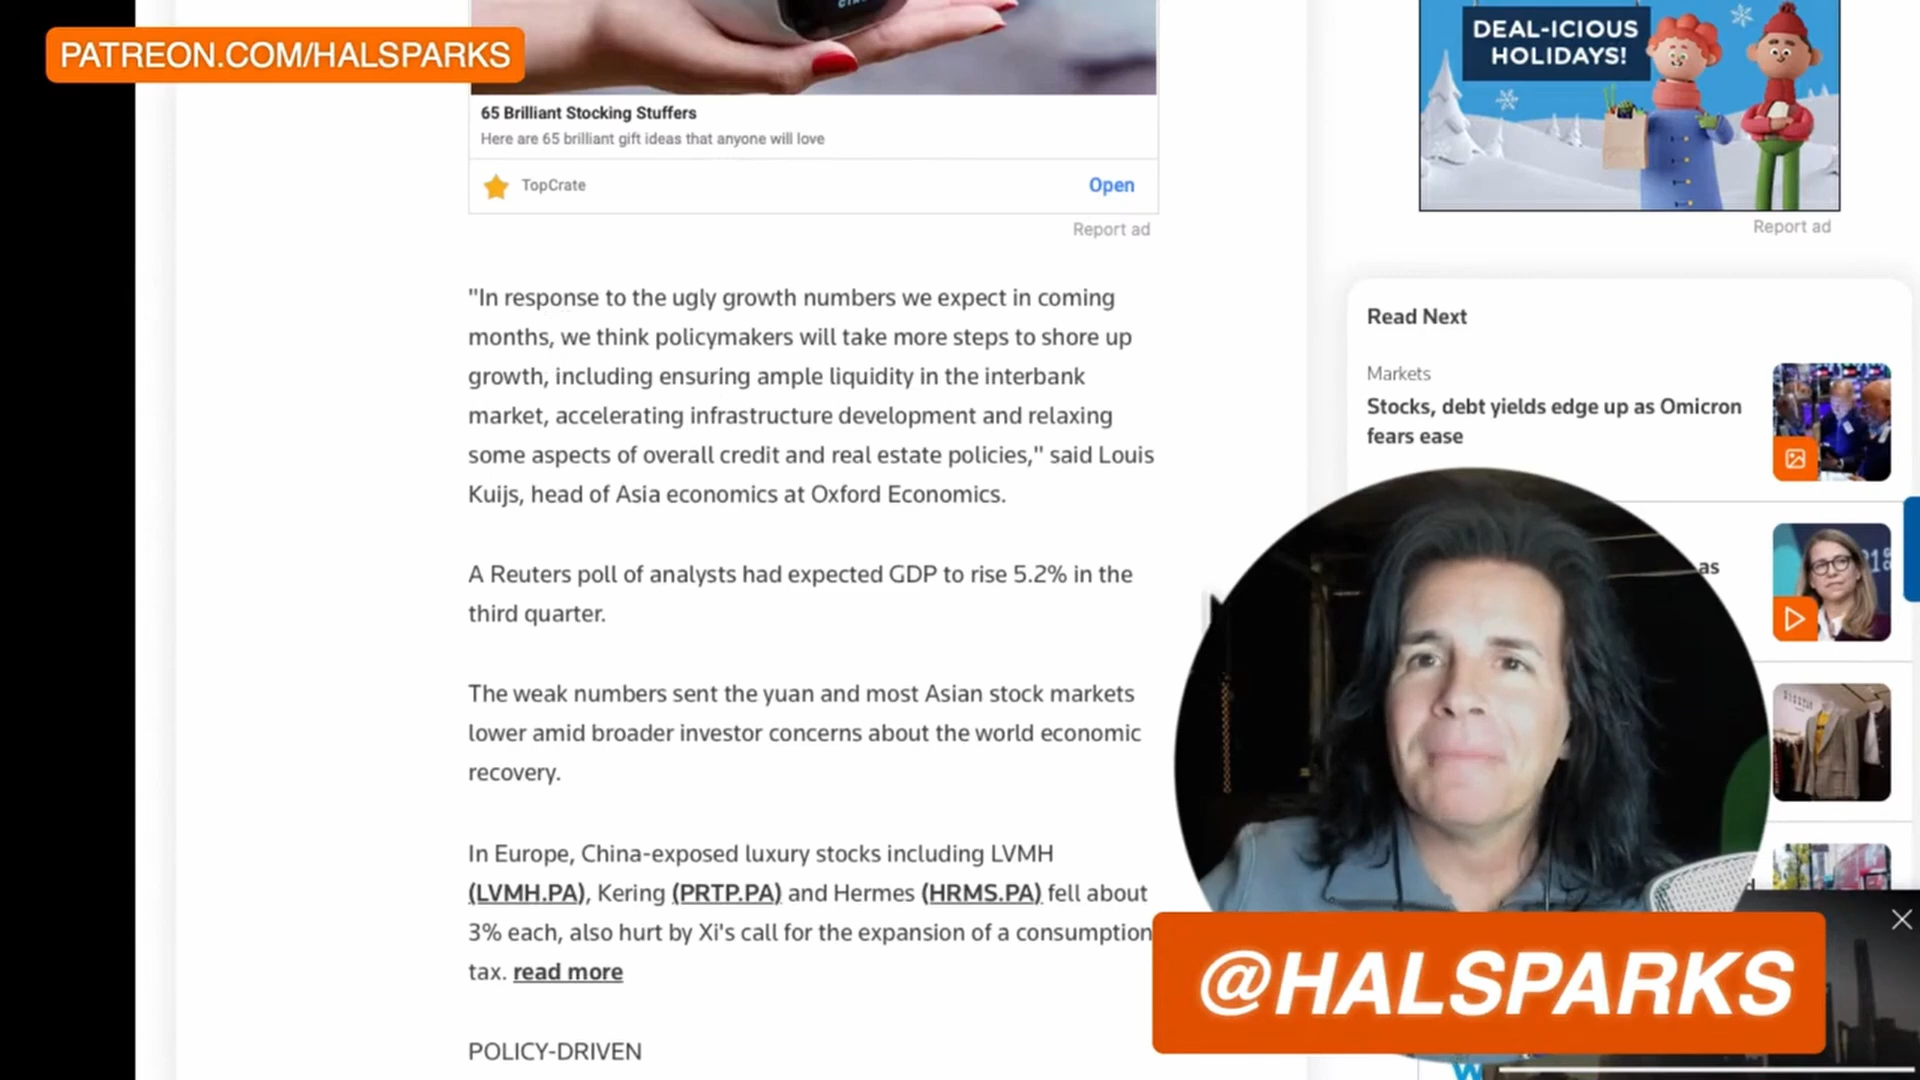 PATREON.COM/HALSPARKS
DEAL-ICIOUS
HOLIDAYS!
65 Brilliant Stocking Stuffers
Here are 65 brilliant gift ideas that anyone will love
TopCrate
Open
Report ad
Report ad
"In response to the ugly growth numbers we expect in coming
months, we think policymakers will take more steps to shore up
growth, including ensuring ample liquidity in the interbank
market, accelerating infrastructure development and relaxing
some aspects of overall credit and real estate policies," said Louis
Kuijs, head of Asia economics at Oxford Economics.
A Reuters poll of analysts had expected GDP to rise 5.2% in the
third quarter.
The weak numbers sent the yuan and most Asian stock markets
lower amid broader investor concerns about the world economic
recovery.
In Europe, China-exposed luxury stocks including LVMH
(LVMH.PA), Kering (PRTP.PA) and Hermes (HRMS.PA) fell about
3% each, also hurt by Xi's call for the expansion of a consumption
tax. read more
POLICY-DRIVEN
Read Next
Markets
Stocks, debt yields edge up as Omicron
fears ease
as
@HALSPARKS